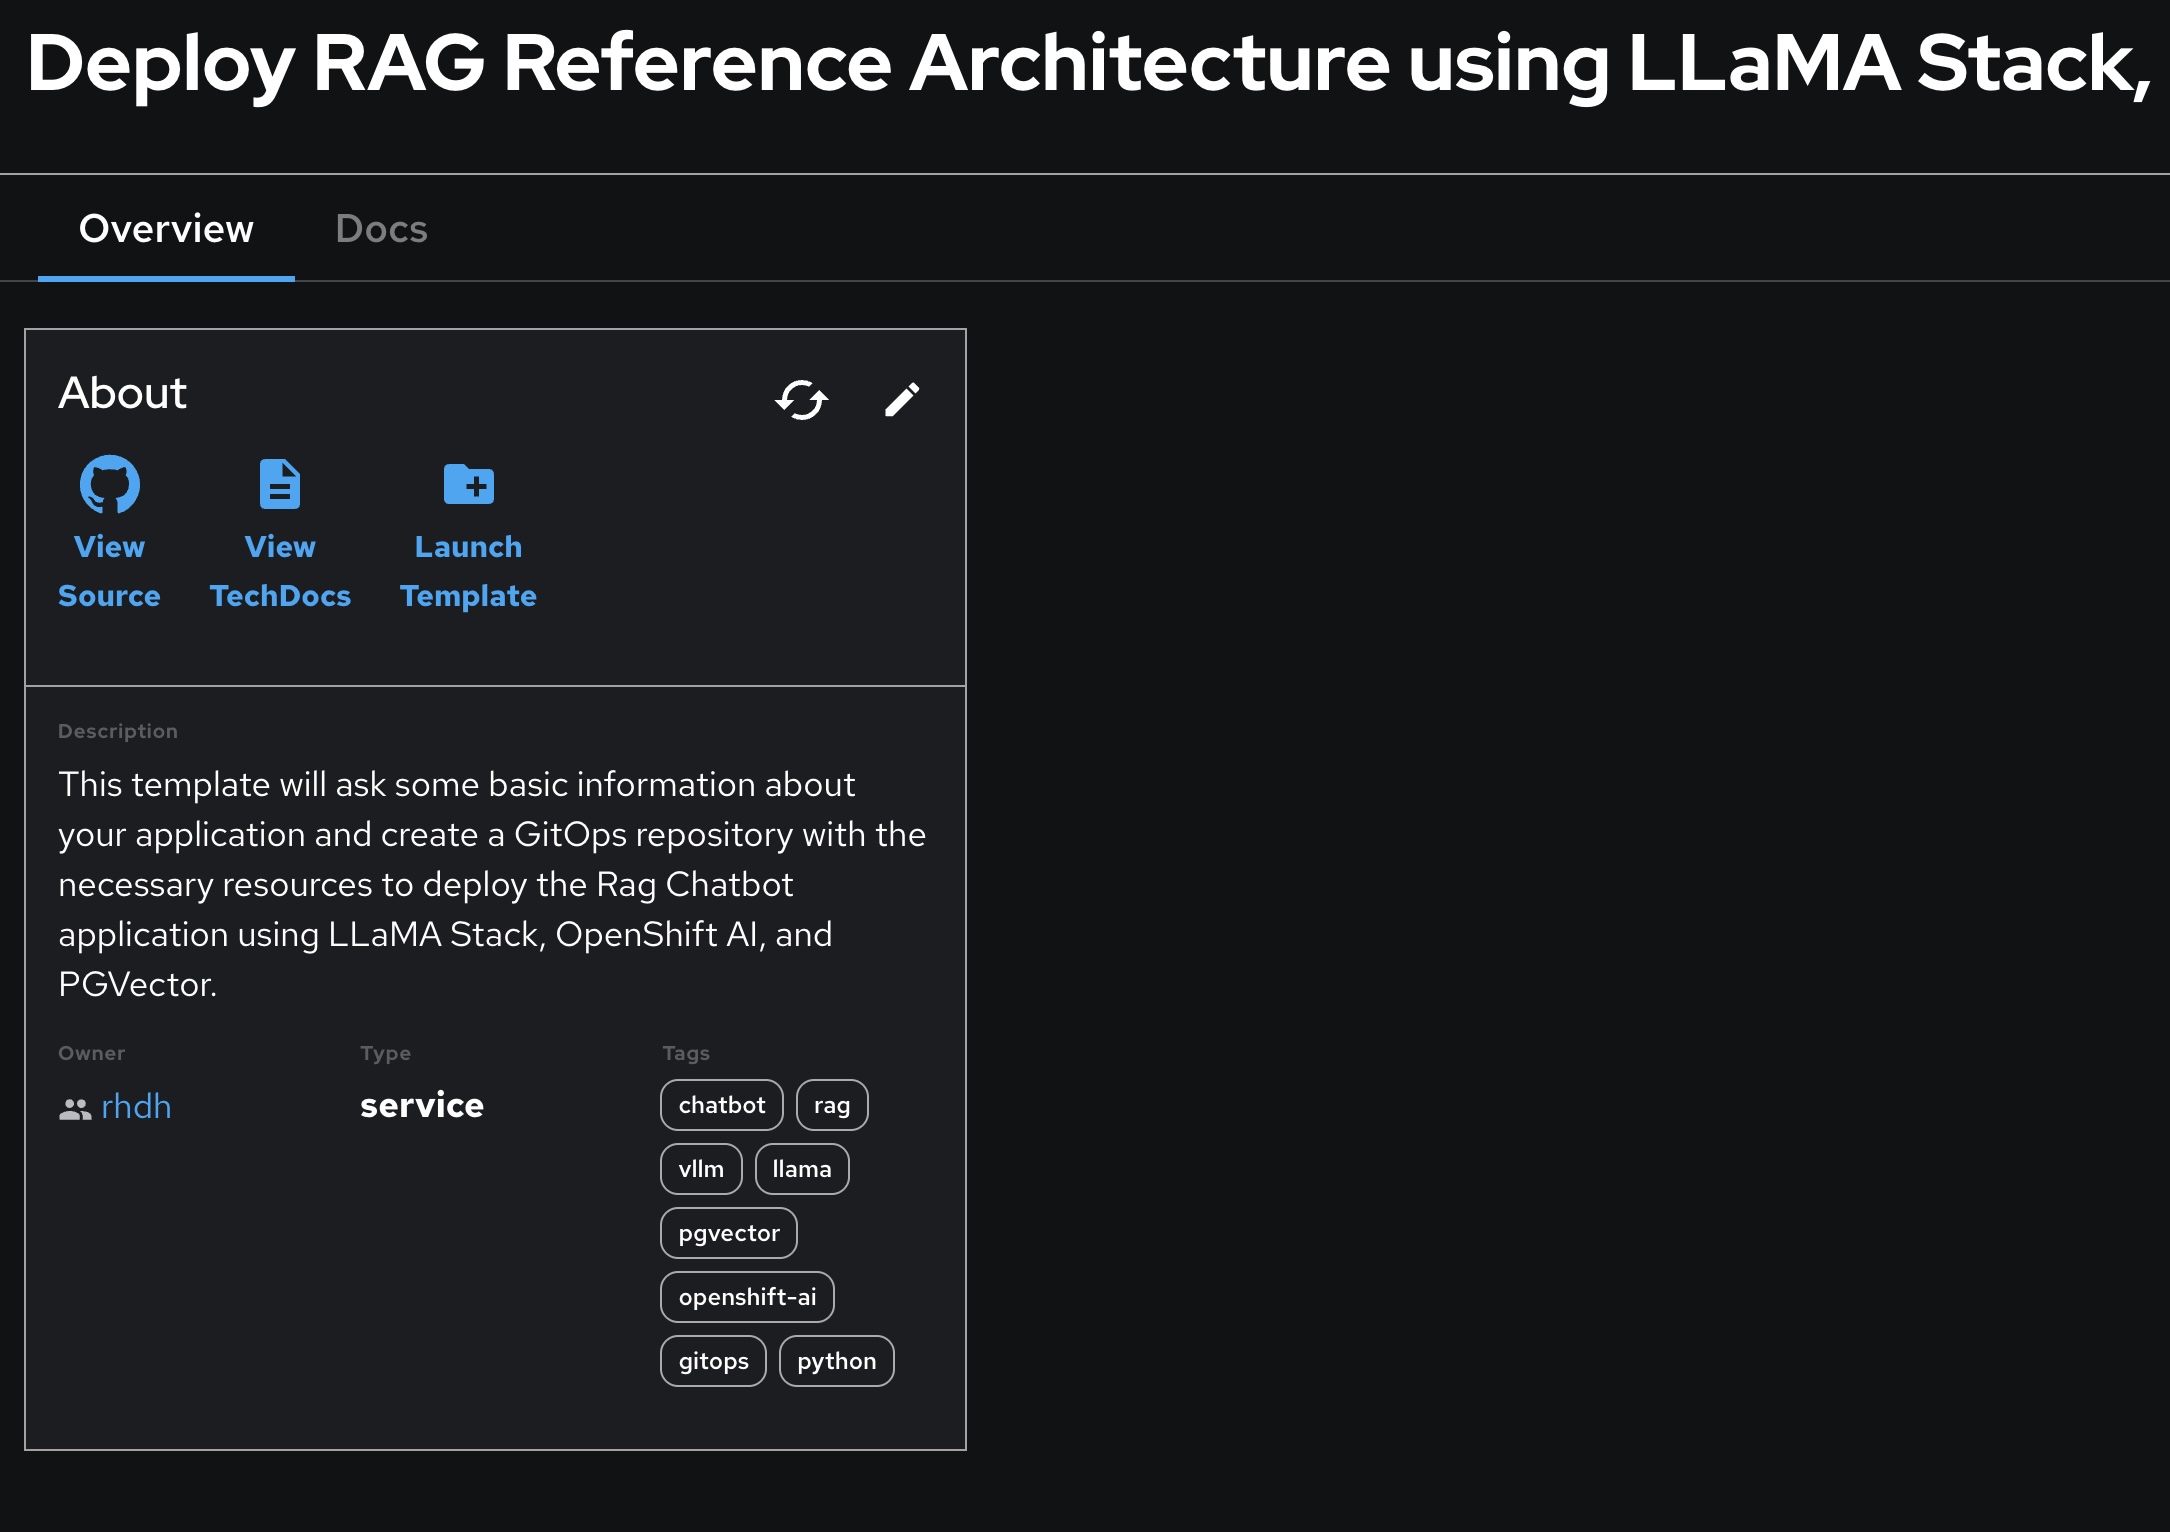 Deploy RAG Reference Architecture using LLaMA Stack,
Overview
Docs
About
View
Source
View
TechDocs
Launch
Template
Description
This template will ask some basic information about
your application and create a GitOps repository with the
necessary resources to deploy the Rag Chatbot
application using LLaMA Stack, OpenShift AI, and
PGVector.
Owner
rhdh
Type
service
Tags
chatbot
rag
vllm
llama
pgvector
openshift-ai
gitops
python